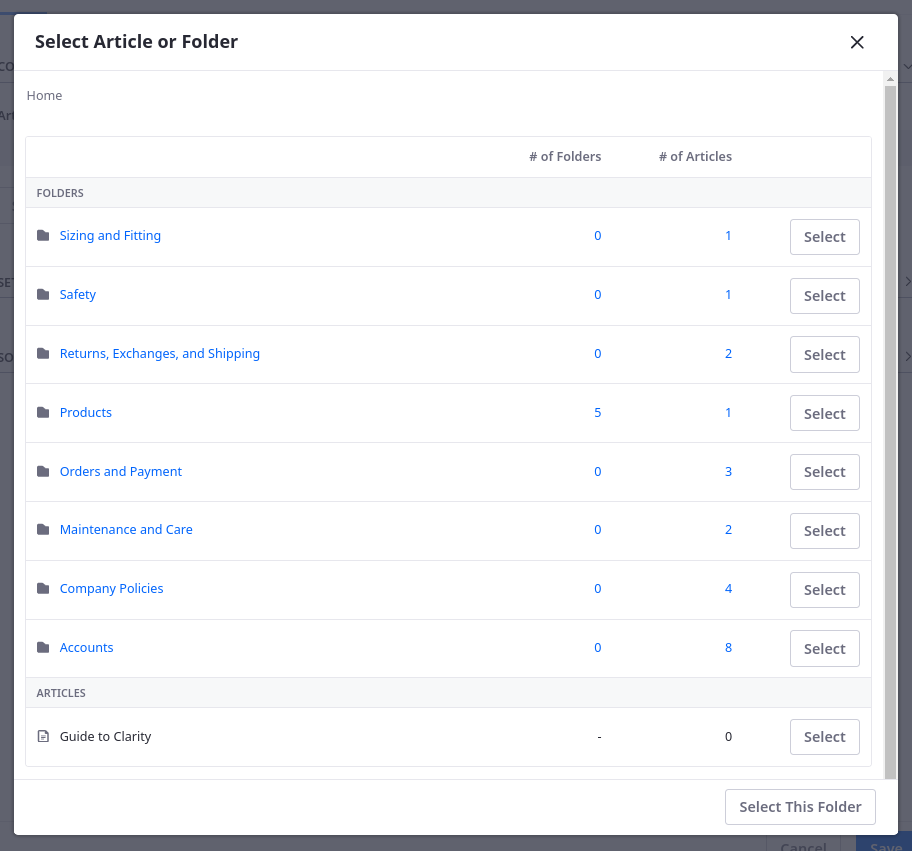 Select Article or Folder
Home
# of Folders # of Articles
FOLDERS
Sizing and Fitting 0 1 Select
Safety 0 1 Select
Returns, Exchanges, and Shipping 0 2 Select
Products 5 1 Select
Orders and Payment 0 3 Select
Maintenance and Care 0 2 Select
Company Policies 0 4 Select
Accounts 0 8 Select
ARTICLES
Guide to Clarity - 0 Select
Select This Folder
Cancel Save